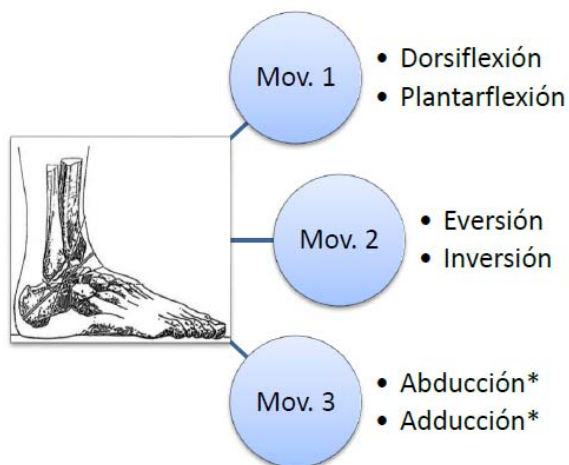 Mov. 1
• Dorsiflexión
• Plantarflexión
Mov. 2
• Eversión
• Inversión
Mov. 3
• Abducción*
• Adducción*